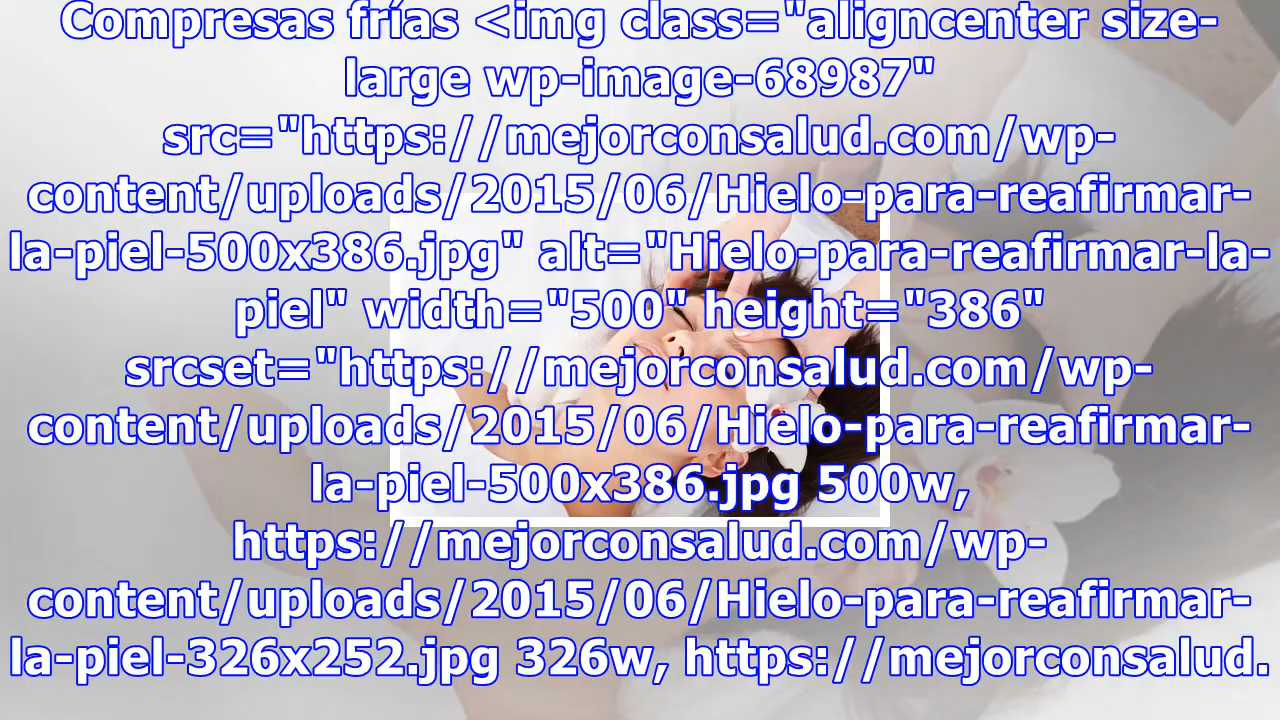 Compresas frías <img class="aligncenter size-
large wp-image-68987"
src="https://mejorconsalud.com/wp-
content/uploads/2015/06/Hielo-para-reafirmar-
la-piel-500x386.jpg" alt="Hielo-para-reafirmar-la-
piel" width="500" height="386"
srcset="https://mejorconsalud.com/wp-
content/uploads/2015/06/Hielo-para-reafirmar-
la-piel-500x386.jpg 500w,
https://mejorconsalud.com/wp-
content/uploads/2015/06/Hielo-para-reafirmar-
la-piel-326x252.jpg 326w, https://mejorconsalud.